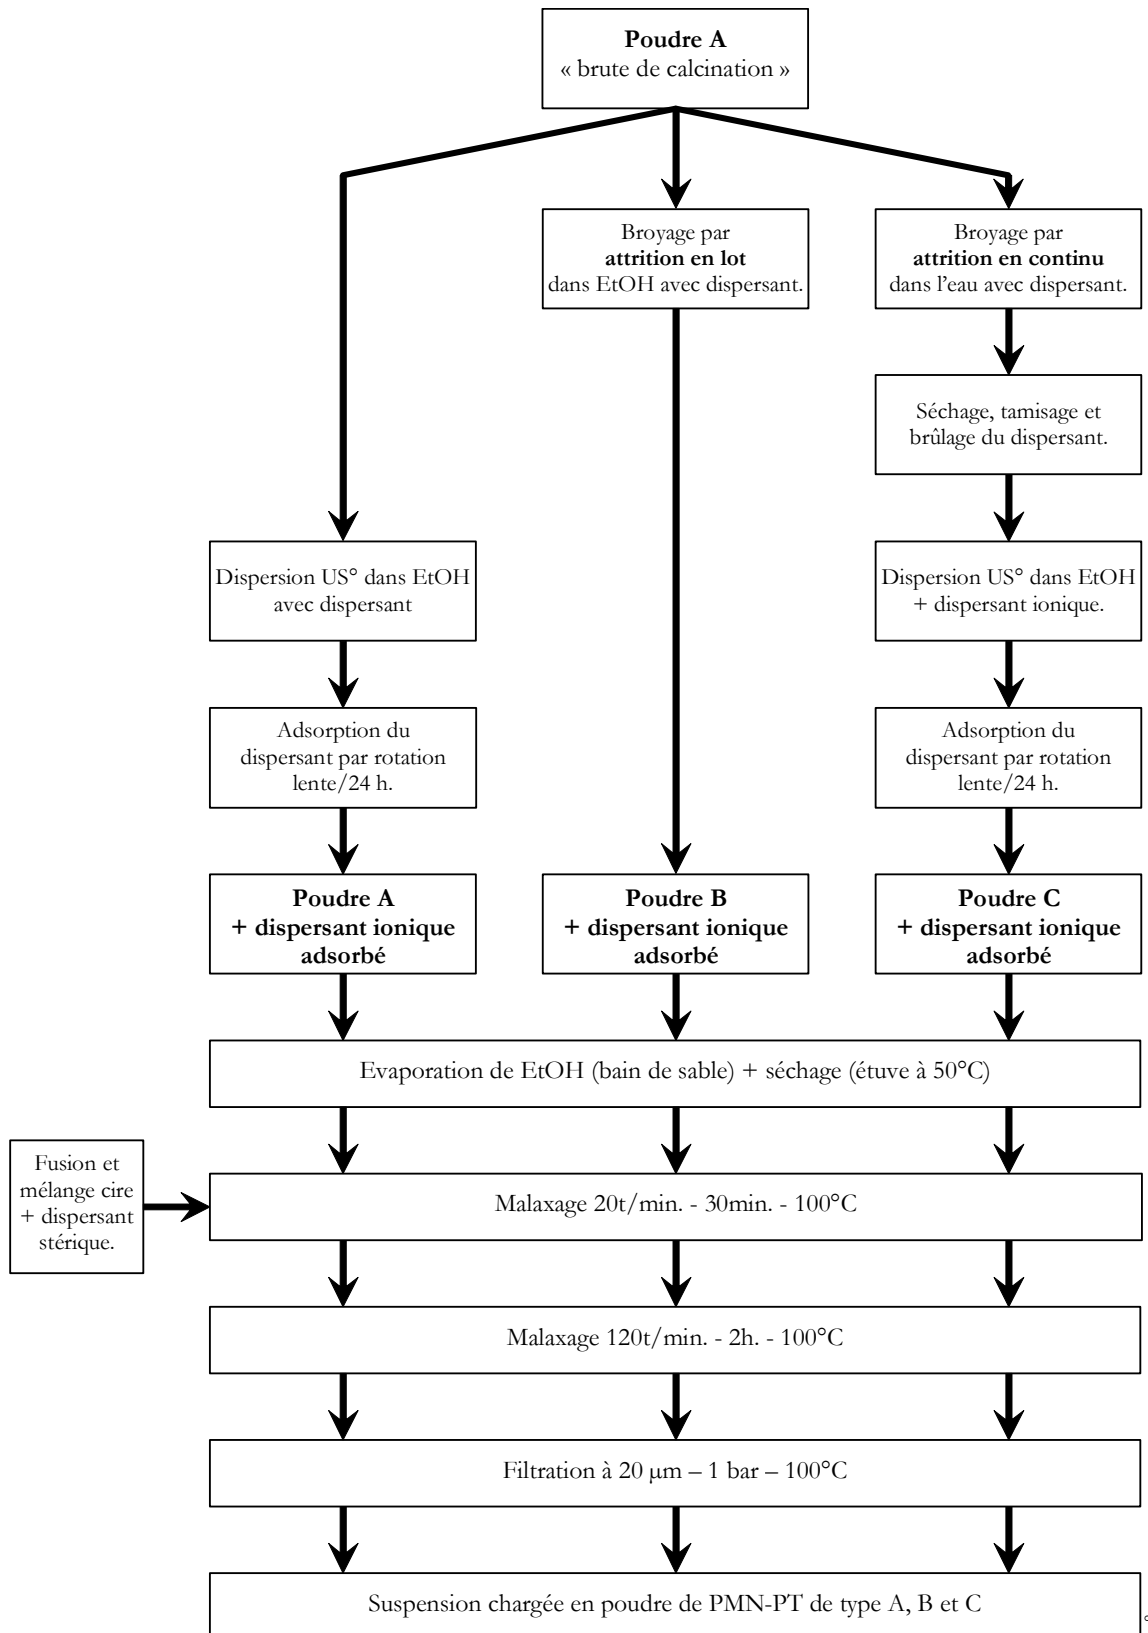 Poudre A
« brute de calcination »
Broyage par
attrition en lot
dans EtOH avec dispersant.
Broyage par
attrition en continu
dans l’eau avec dispersant.
Séchage, tamisage et
brûlage du dispersant.
Dispersion US° dans EtOH
avec dispersant
Dispersion US° dans EtOH
+ dispersant ionique.
Adsorption du
dispersant par rotation
lente/24 h.
Adsorption du
dispersant par rotation
lente/24 h.
Poudre A
+ dispersant ionique
adsorbé
Poudre B
+ dispersant ionique
adsorbé
Poudre C
+ dispersant ionique
adsorbé
Evaporation de EtOH (bain de sable) + séchage (étuve à 50°C)
Fusion et
mélange cire
+ dispersant
stérique.
Malaxage 20t/min. - 30min. - 100°C
Malaxage 120t/min. - 2h. - 100°C
Filtration à 20 µm – 1 bar – 100°C
Suspension chargée en poudre de PMN-PT de type A, B et C
°